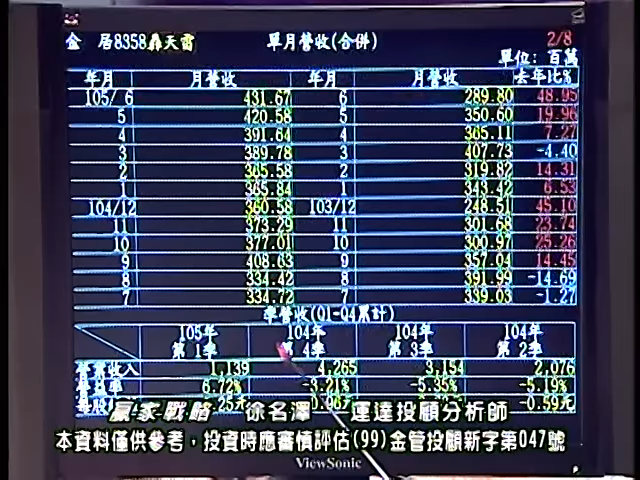 金 居8358轟天雷 單月營收(合併) 2/8
單位: 百萬
年月 月營收 年月 月營收 去年比%
105/ 6 431.67 6 289.80 48.95
5 420.58 5 350.60 19.96
4 391.64 4 365.11 7.27
3 389.78 3 407.73 -4.40
2 365.58 2 319.82 14.31
1 365.84 1 343.42 6.53
104/12 360.58 103/12 248.51 45.10
11 373.29 11 301.68 23.74
10 377.01 10 300.97 25.26
9 408.63 9 357.04 14.45
8 334.42 8 391.99 -14.69
7 334.72 7 339.03 -1.27
季營收(Q1-Q4累計)
105年 104年 104年 104年
第 1季 第 4季 第 3季 第 2季
營業收入 1,139 4,265 3,154 2,076
營益率 6.72% -3.21% -5.35% -5.19%
-0.59元
贏家戰略 徐名澤——運達投顧分析師
本資料僅供參考,投資時應審慎評估(99)金管投顧新字第047號
ViewSonic